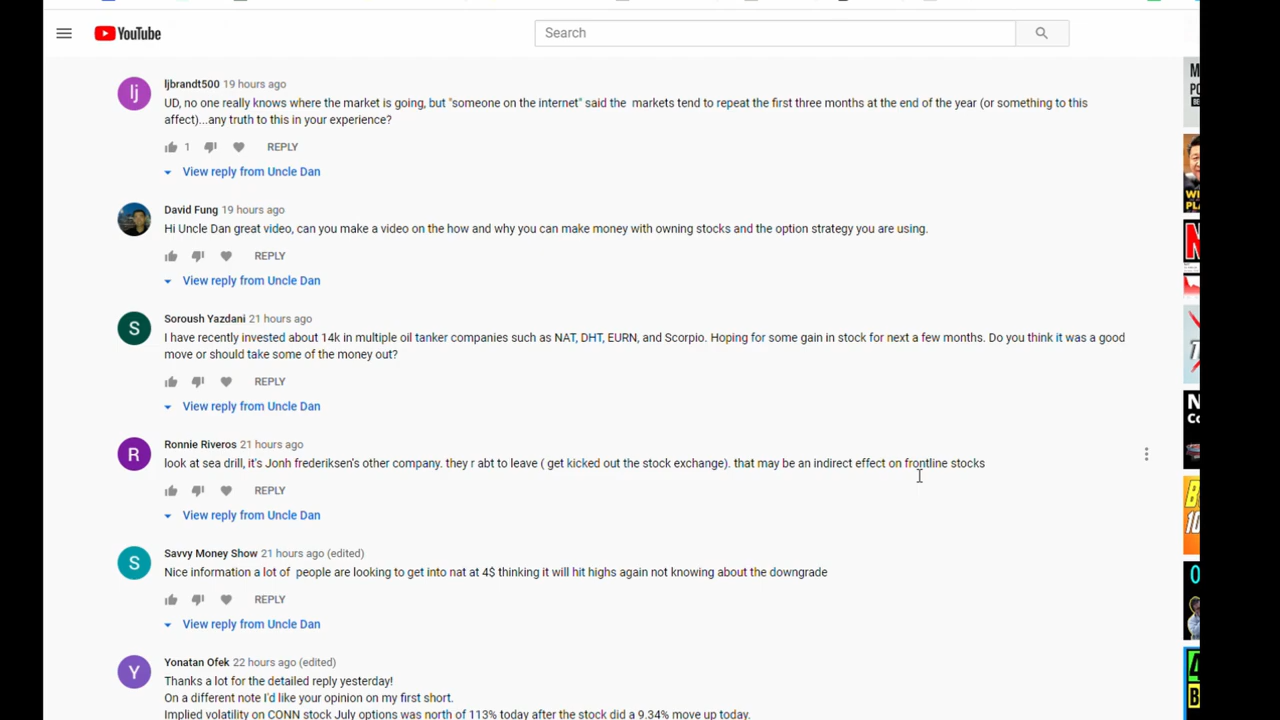 YouTube
Search
lj
ljbrandt500 19 hours ago
UD, no one really knows where the market is going, but "someone on the internet" said the markets tend to repeat the first three months at the end of the year (or something to this
affect)...any truth to this in your experience?
1 REPLY
View reply from Uncle Dan
David Fung 19 hours ago
Hi Uncle Dan great video, can you make a video on the how and why you can make money with owning stocks and the option strategy you are using.
REPLY
View reply from Uncle Dan
S
Soroush Yazdani 21 hours ago
I have recently invested about 14k in multiple oil tanker companies such as NAT, DHT, EURN, and Scorpio. Hoping for some gain in stock for next a few months. Do you think it was a good
move or should take some of the money out?
REPLY
View reply from Uncle Dan
R
Ronnie Riveros 21 hours ago
look at sea drill, it's Jonh frederiksen's other company. they r abt to leave ( get kicked out the stock exchange). that may be an indirect effect on frontline stocks
REPLY
View reply from Uncle Dan
S
Savvy Money Show 21 hours ago (edited)
Nice information a lot of people are looking to get into nat at 4$ thinking it will hit highs again not knowing about the downgrade
REPLY
View reply from Uncle Dan
Y
Yonatan Ofek 22 hours ago (edited)
Thanks a lot for the detailed reply yesterday!
On a different note I'd like your opinion on my first short.
Implied volatility on CONN stock July options was north of 113% today after the stock did a 9.34% move up today.